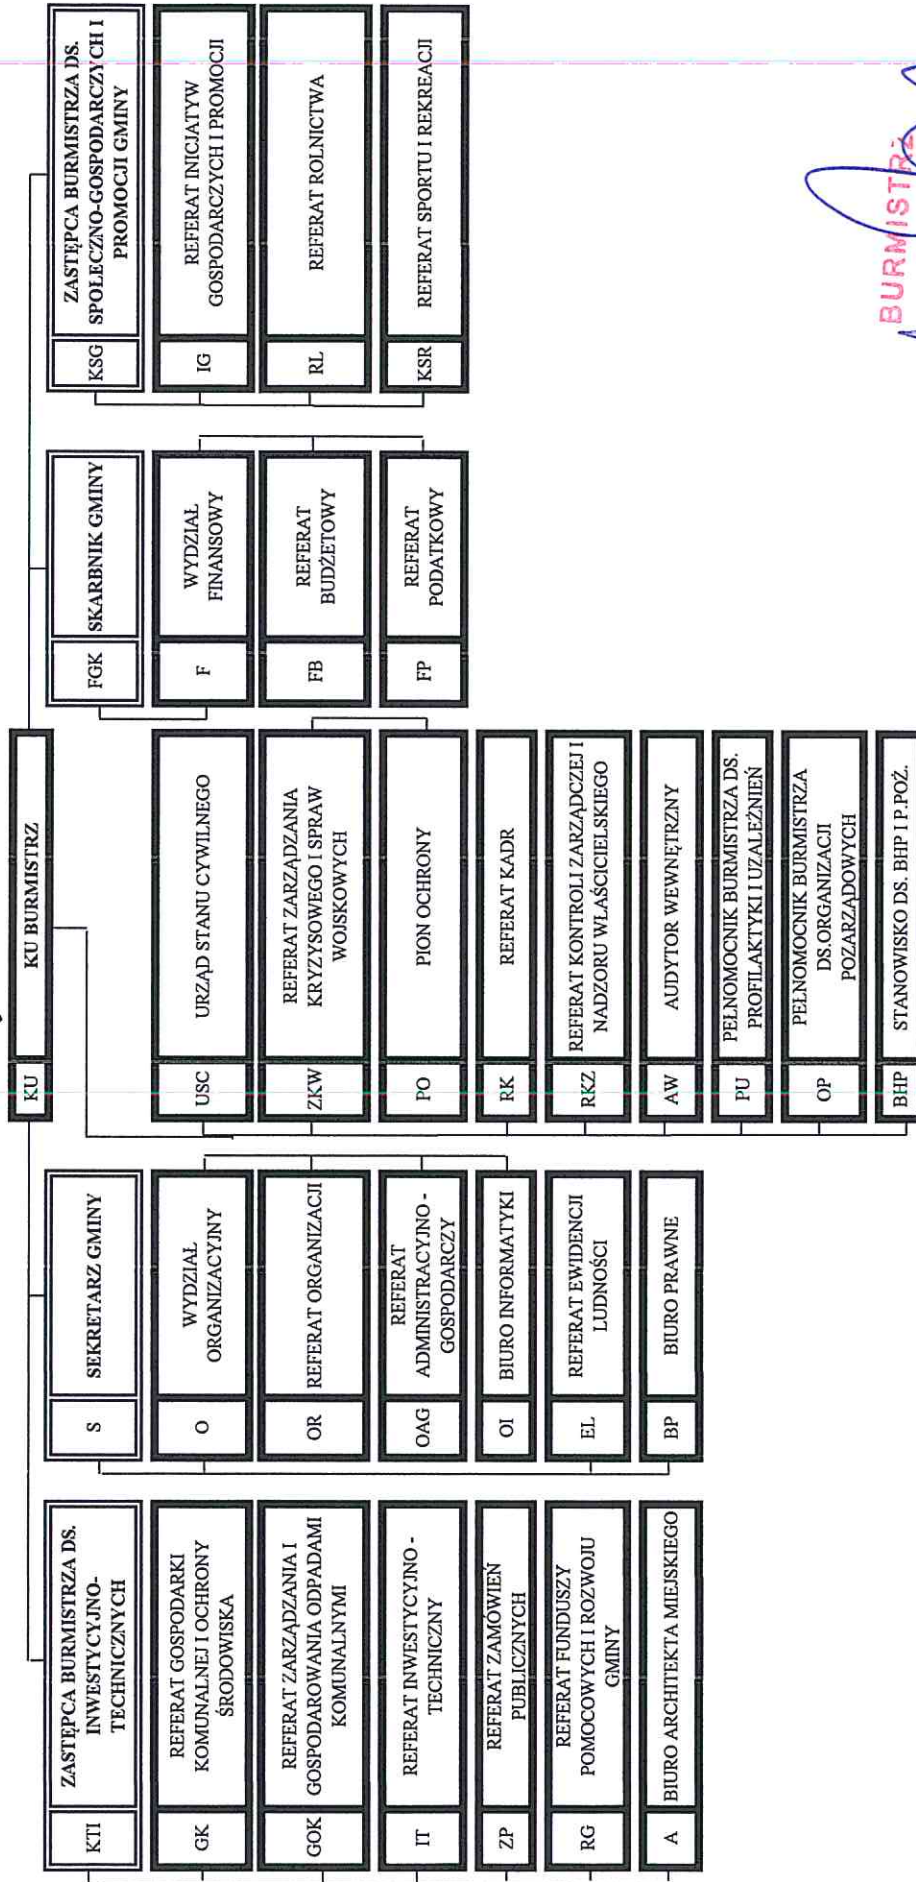 KU
KU BURMISTRZ
KTI
ZASTĘPCA BURMISTRZA DS.
INWESTYCYJNO-
TECHNICZNYCH
GK
REFERAT GOSPODARKI
KOMUNALNEJ I OCHRONY
ŚRODOWISKA
GOK
REFERAT ZARZĄDZANIA I
GOSPODAROWANIA ODPADAMI
KOMUNALNYMI
IT
REFERAT INWESTYCYJNO -
TECHNICZNY
ZP
REFERAT ZAMÓWIEŃ
PUBLICZNYCH
RG
REFERAT FUNDUSZY
POMOCOWYCH I ROZWOJU
GMINY
A
BIURO ARCHITEKTA MIEJSKIEGO
S
SEKRETARZ GMINY
O
WYDZIAŁ
ORGANIZACYJNY
OR
REFERAT ORGANIZACJI
OAG
REFERAT
ADMINISTRACYJNO -
GOSPODARCZY
OI
BIURO INFORMATYKI
EL
REFERAT EWIDENCJI
LUDNOŚCI
BP
BIURO PRAWNE
USC
URZĄD STANU CYWILNEGO
ZKW
REFERAT ZARZĄDZANIA
KRYZYSOWEGO I SPRAW
WOJSKOWYCH
PO
PION OCHRONY
RK
REFERAT KADR
RKZ
REFERAT KONTROLI ZARZĄDCZEJ I
NADZORU WŁAŚCICIELSKIEGO
AW
AUDYTOR WEWNĘTRZNY
PU
PEŁNOMOCNIK BURMISTRZA DS.
PROFILAKTYKI I UZALEŻNIEŃ
OP
PEŁNOMOCNIK BURMISTRZA
DS.ORGANIZACJI
POZARZĄDOWYCH
BHP
STANOWISKO DS. BHP I P.POŻ.
FGK
SKARBNIK GMINY
F
WYDZIAŁ
FINANSOWY
FB
REFERAT
BUDŻETOWY
FP
REFERAT
PODATKOWY
KSG
ZASTĘPCA BURMISTRZA DS.
SPOŁECZNO-GOSPODARCZYCH I
PROMOCJI GMINY
IG
REFERAT INICJATYW
GOSPODARCZYCH I PROMOCJI
RL
REFERAT ROLNICTWA
KSR
REFERAT SPORTU I REKREACJI
BURMISTRZ